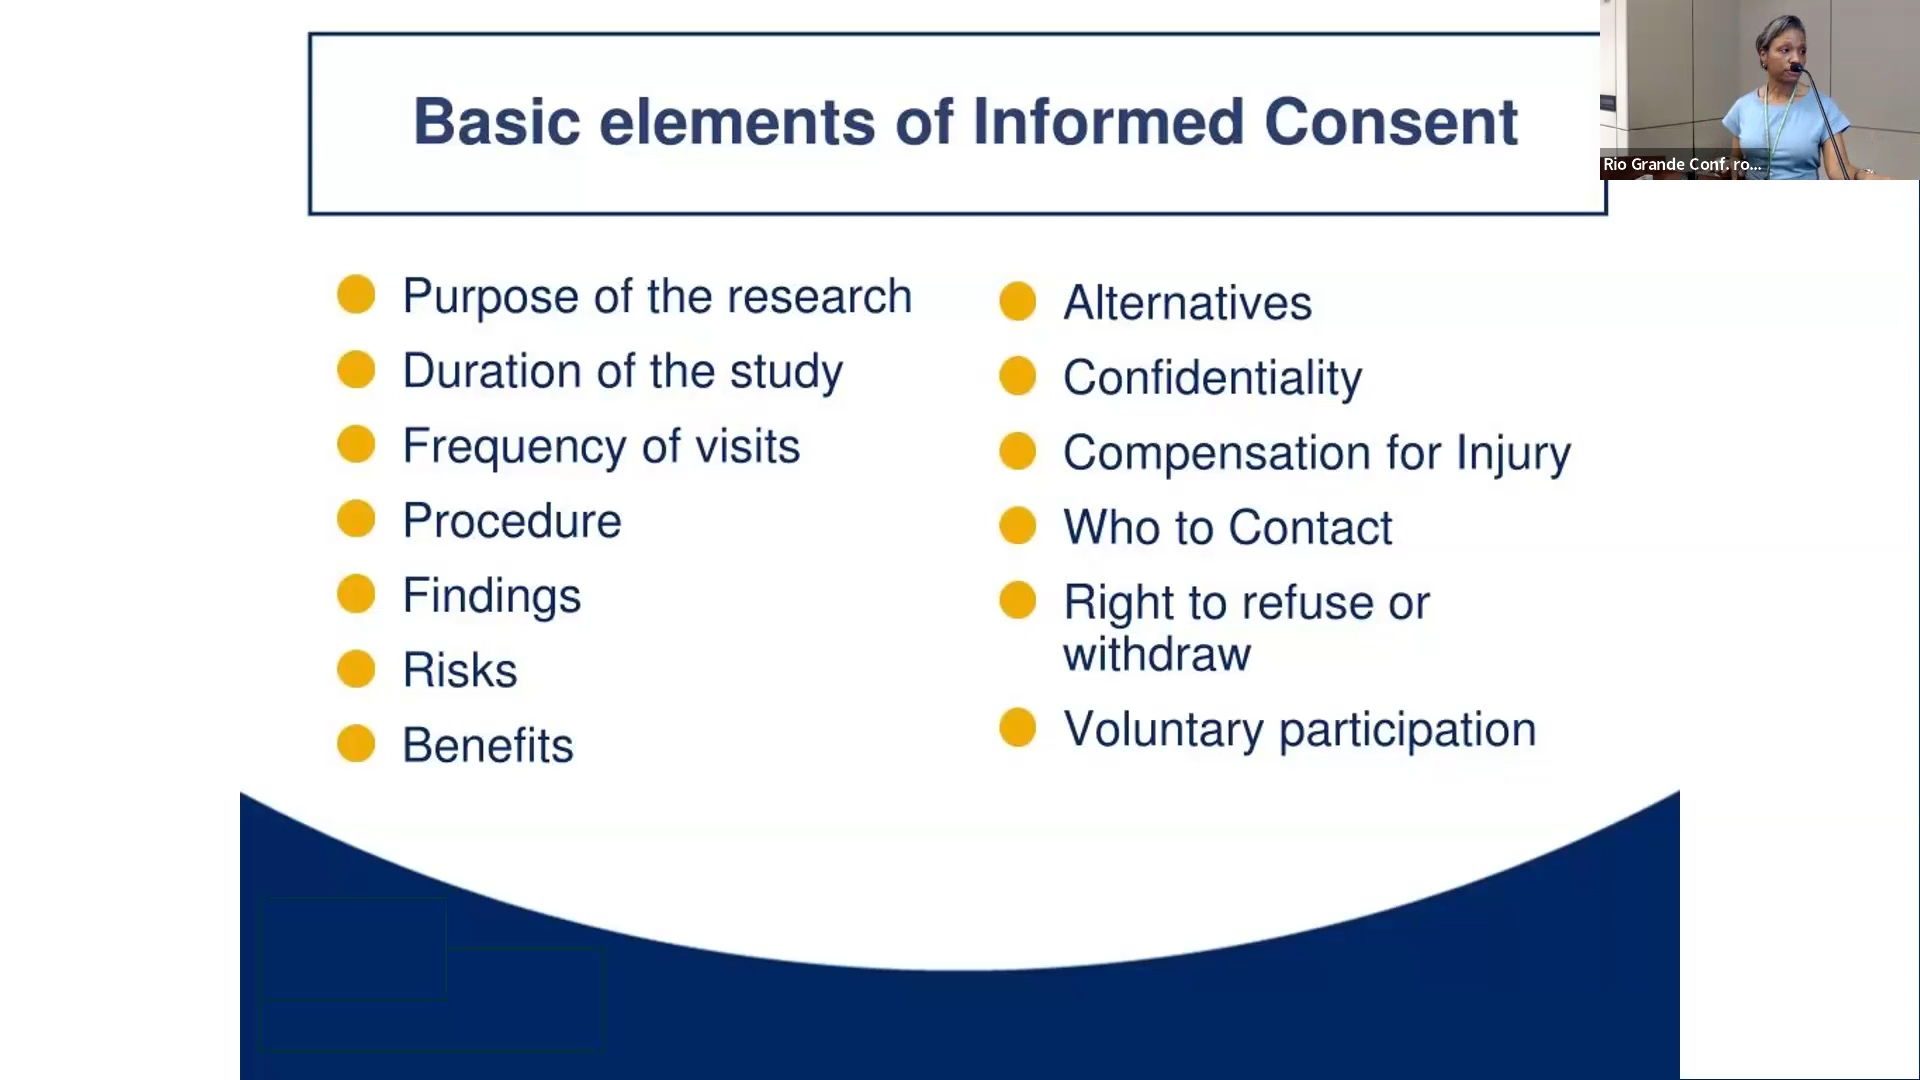 Basic elements of Informed Consent
Rio Grande Conf. ro...
Purpose of the research
Duration of the study
Frequency of visits
Procedure
Findings
Risks
Benefits
Alternatives
Confidentiality
Compensation for Injury
Who to Contact
Right to refuse or
withdraw
Voluntary participation